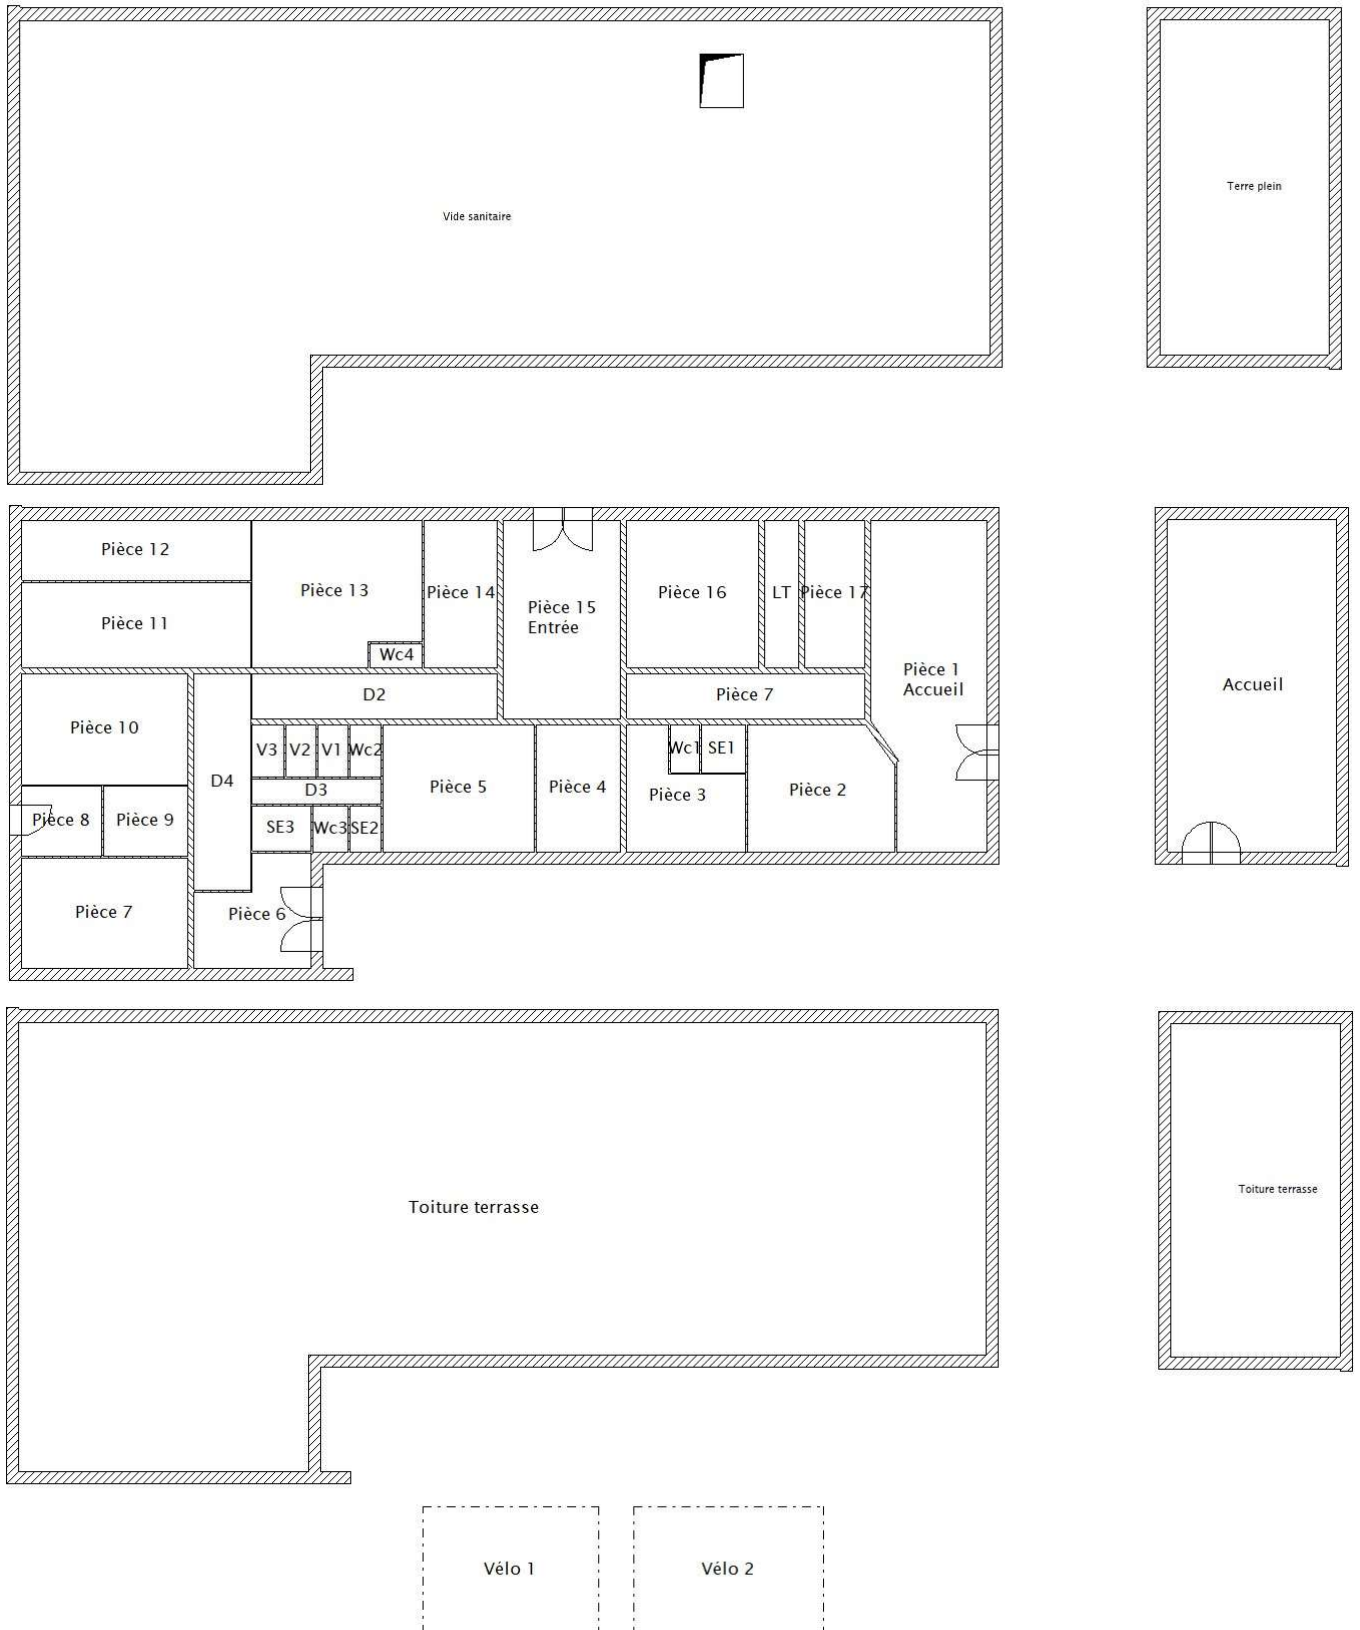 Terre plein
Vide sanitaire
Pièce 12
Pièce 13
Pièce 14
Pièce 15
Entrée
Pièce 16
LT
Pièce 17
Pièce 11
Wc4
Pièce 1
Accueil
Accueil
D2
Pièce 7
Pièce 10
V3
V2
V1
Wc2
Wc1
SE1
D4
Pièce 5
Pièce 4
Pièce 3
Pièce 2
D3
Pièce 8
Pièce 9
SE3
Wc3
SE2
Pièce 7
Pièce 6
Toiture terrasse
Toiture terrasse
Vélo 1
Vélo 2